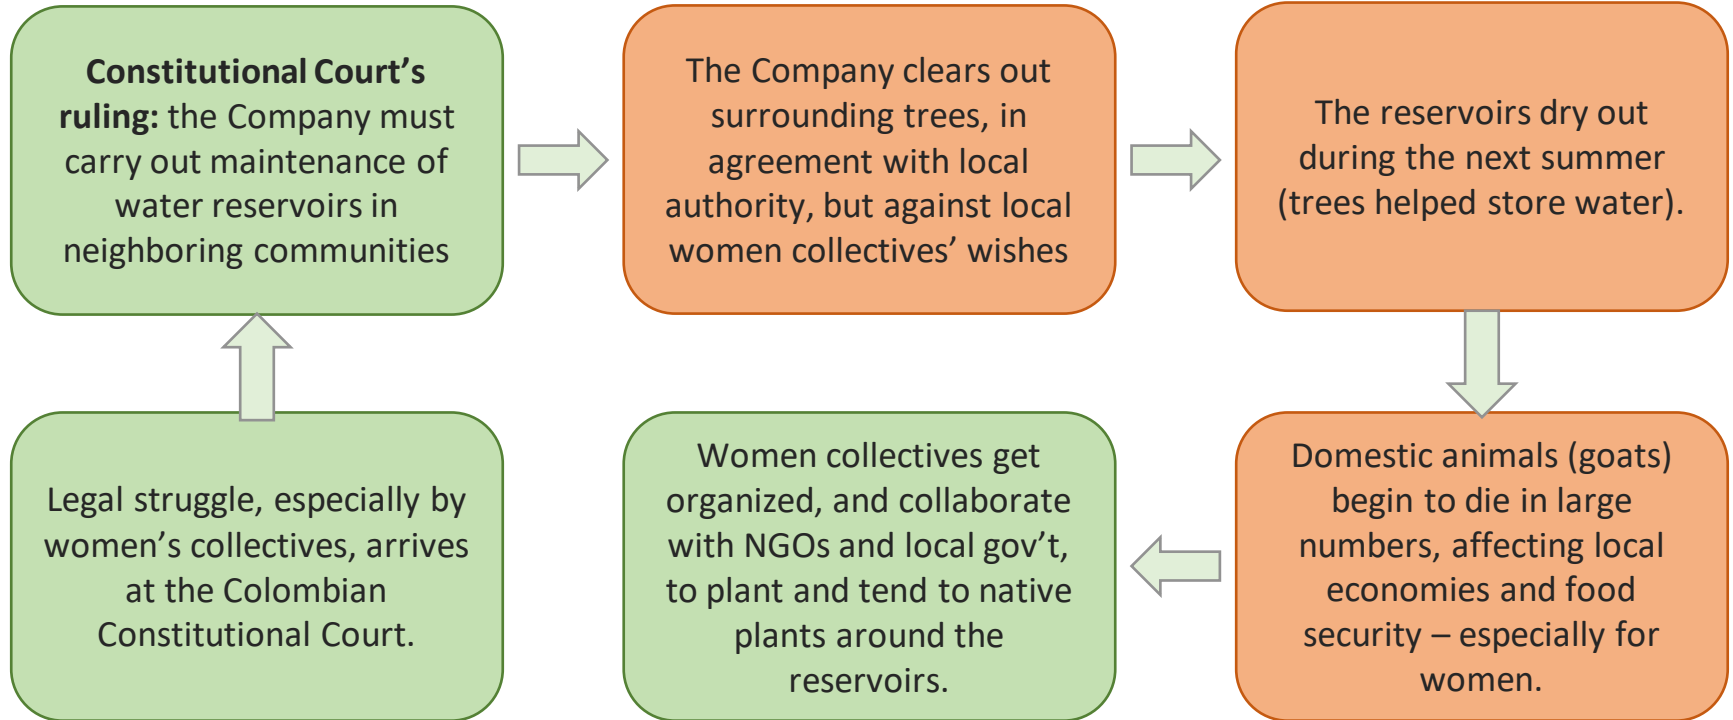 Constitutional Court’s
ruling: the Company must
carry out maintenance of
water reservoirs in
neighboring communities
The Company clears out
surrounding trees, in
agreement with local
authority, but against local
women collectives’ wishes
The reservoirs dry out
during the next summer
(trees helped store water).
Legal struggle, especially by
women’s collectives, arrives
at the Colombian
Constitutional Court.
Women collectives get
organized, and collaborate
with NGOs and local gov’t,
to plant and tend to native
plants around the
reservoirs.
Domestic animals (goats)
begin to die in large
numbers, affecting local
economies and food
security – especially for
women.